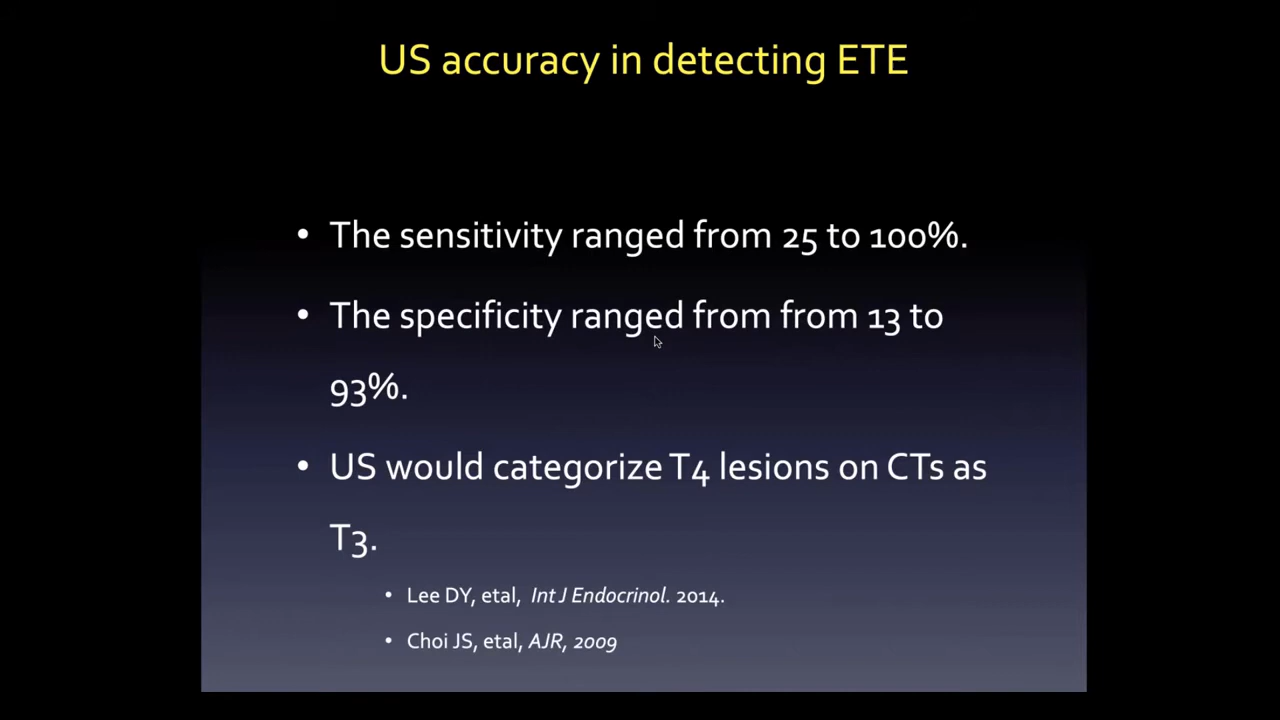 US accuracy in detecting ETE
• The sensitivity ranged from 25 to 100%.
• The specificity ranged from from 13 to
93%.
• US would categorize T4 lesions on CTs as
T3.
• Lee DY, etal, Int J Endocrinol. 2014.
• Choi JS, etal, AJR, 2009